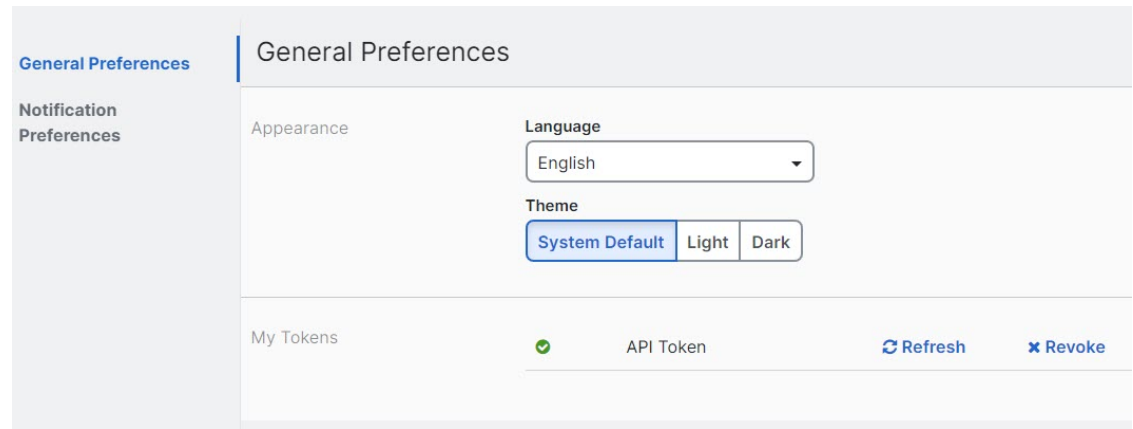 General Preferences
Notification
Preferences
General Preferences
Appearance
Language
English
Theme
System Default Light Dark
My Tokens
API Token Refresh Revoke